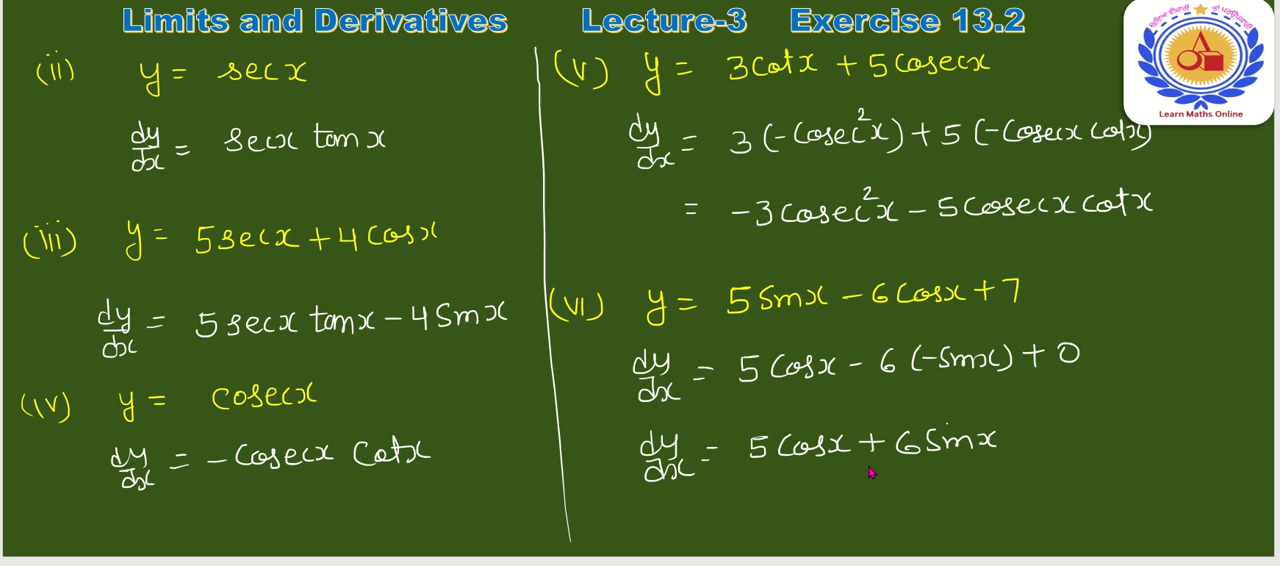 Limits and Derivatives Lecture-3 Exercise 13.2
(ii) y = secx
dy/dx = secx tanx
(iii) y = 5secx + 4cosx
dy/dx = 5secx tanx - 4Sinx
(iv) y = cosecx
dy/dx = -Cosecx Cotx
(v) y = 3cotx + 5cosecx
dy/dx = 3(-Cosec²x) + 5(-Cosecx cotx)
= -3cosec²x - 5Cosecx cotx
(vi) y = 5Sinx - 6Cosx + 7
dy/dx = 5Cosx - 6(-Sinx) + 0
dy/dx = 5Cosx + 6Sinx
Learn Maths Online